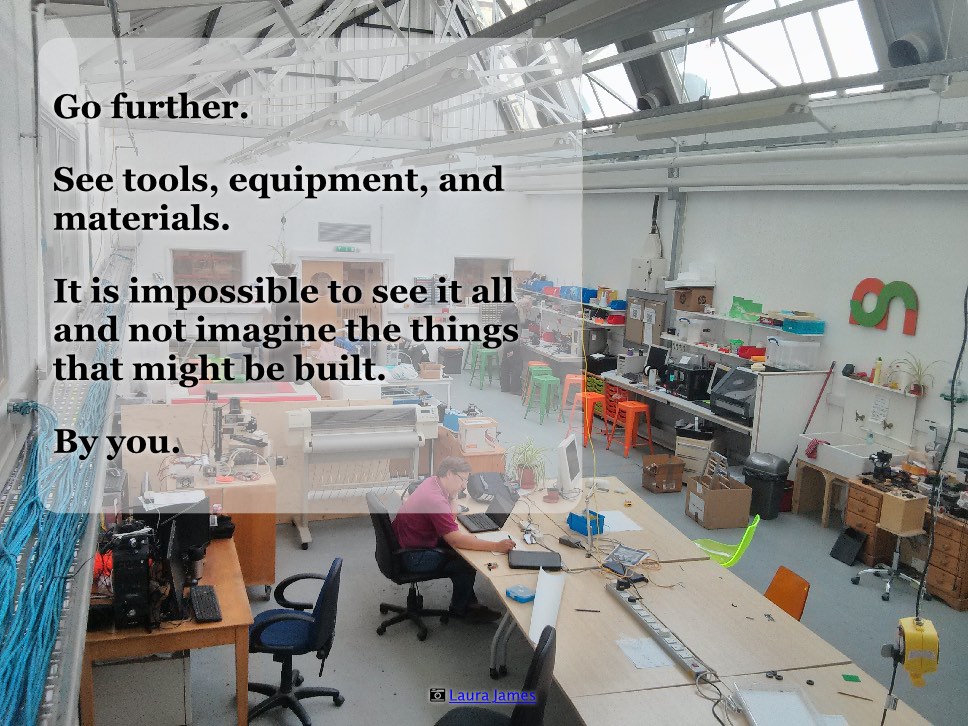 Go further.
See tools, equipment, and
materials.
It is impossible to see it all
and not imagine the things
that might be built.
By you.
Laura James